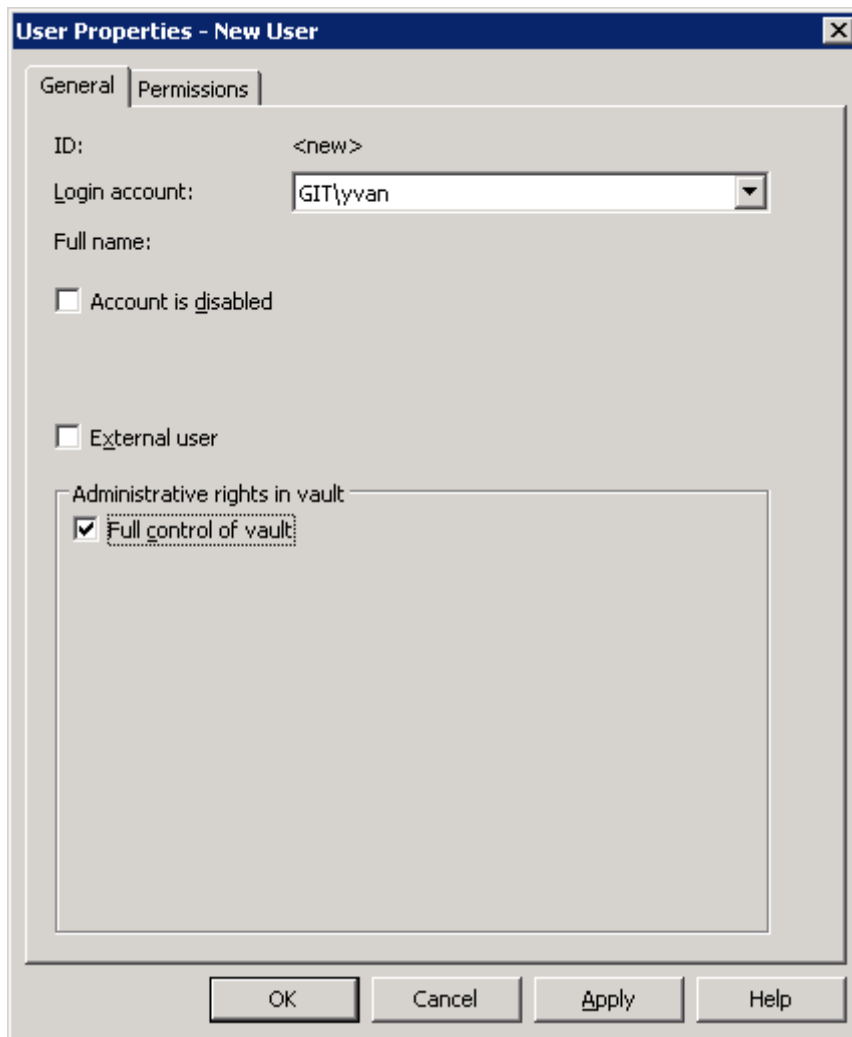 User Properties - New User
General
Permissions
ID: <new>
Login account: GIT\yvan
Full name:
Account is disabled
External user
Administrative rights in vault
Full control of vault
OK Cancel Apply Help